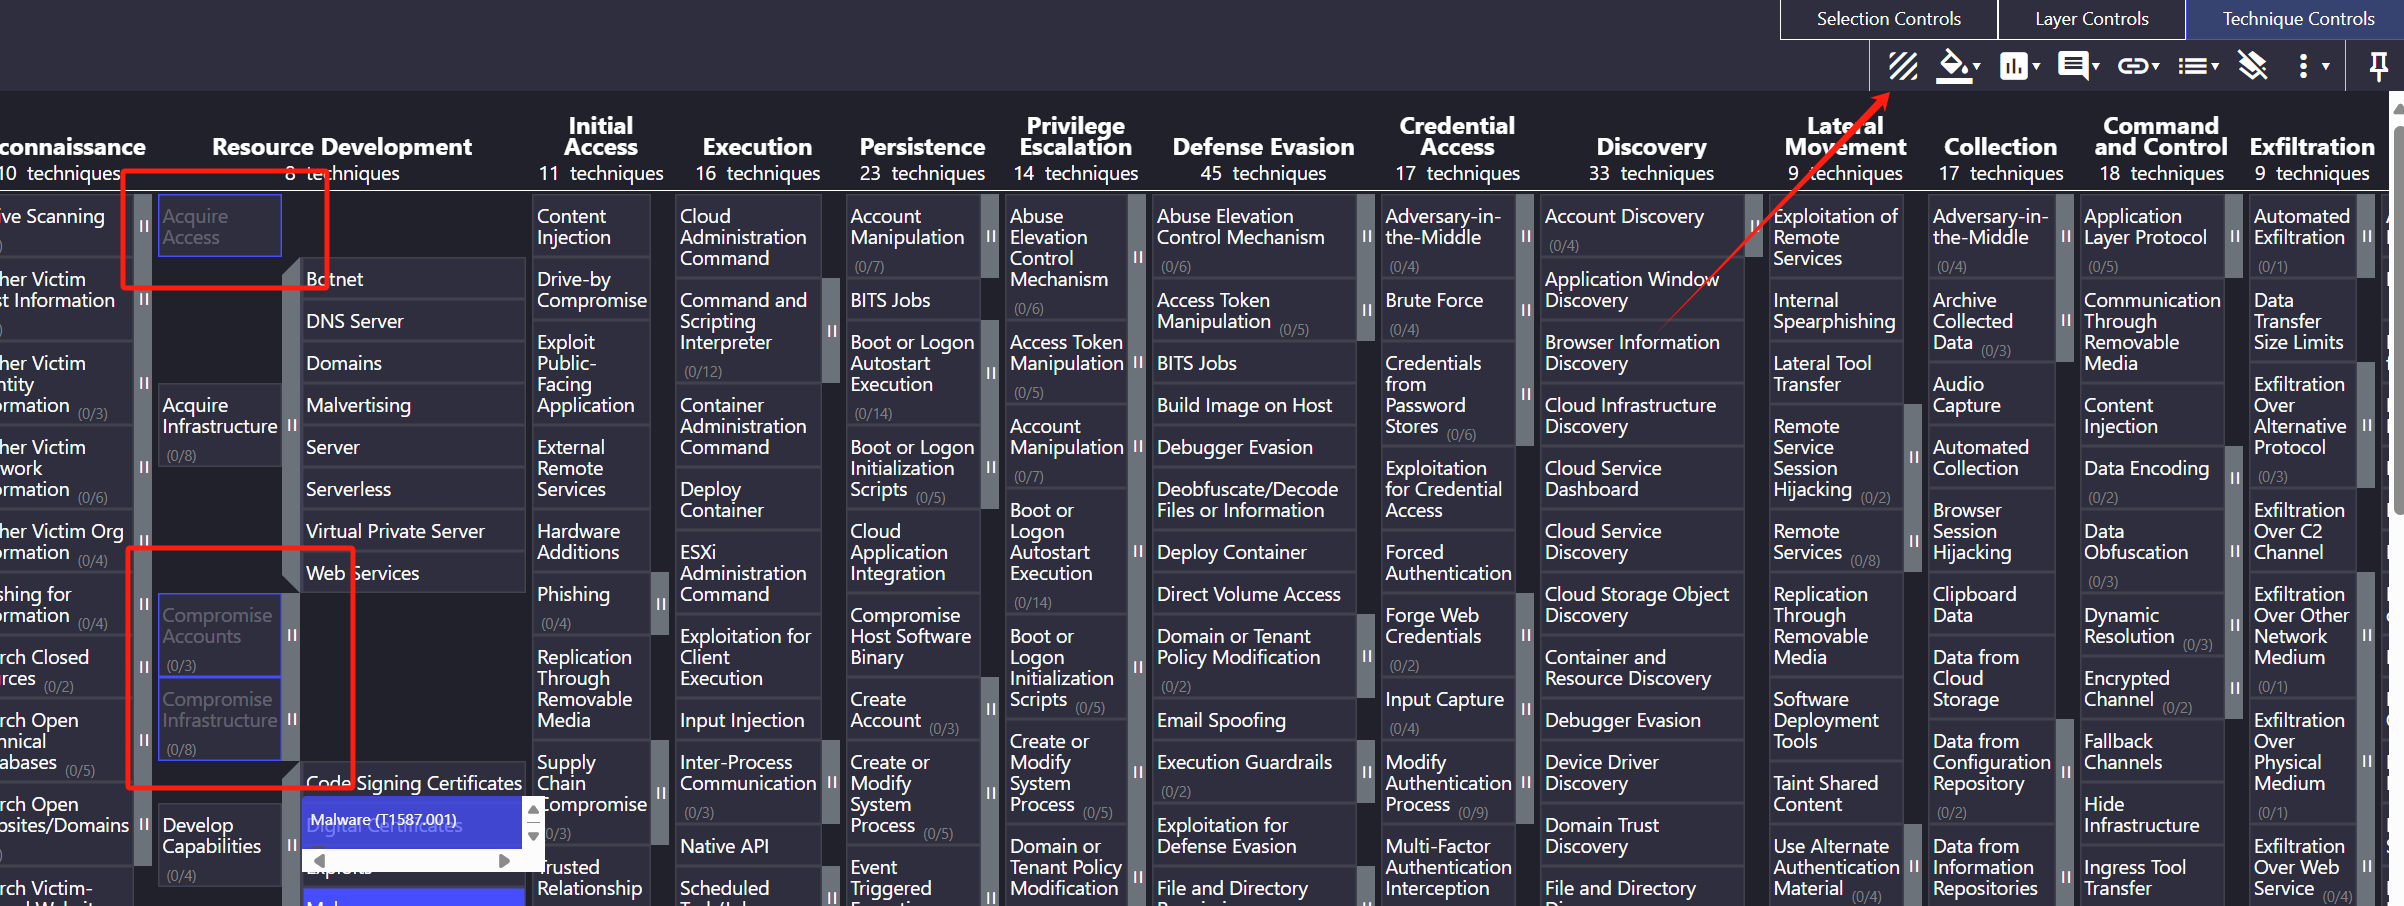 Selection Controls
Layer Controls
Technique Controls
connaissance
10 techniques
ive Scanning
her Victim
st Information
her Victim
ntity
ormation (0/3)
her Victim
work
ormation (0/6)
her Victim Org
ormation (0/4)
shing for
ormation (0/4)
rch Closed
rces (0/2)
rch Open
hnical
abases (0/5)
rch Open
bsites/Domains
rch Victim-
Resource Development
8 techniques
Acquire
Access
Acquire
Infrastructure
(0/8)
Compromise
Accounts
(0/3)
Compromise
Infrastructure
(0/8)
Develop
Capabilities
(0/4)
Botnet
DNS Server
Domains
Malvertising
Server
Serverless
Virtual Private Server
Web Services
Code Signing Certificates
Digital Certificates
Malware (T1587.001)
Exploits
Initial
Access
11 techniques
Content
Injection
Drive-by
Compromise
Exploit
Public-
Facing
Application
External
Remote
Services
Hardware
Additions
Phishing
(0/4)
Replication
Through
Removable
Media
Supply
Chain
Compromise
(0/3)
Trusted
Relationship
Execution
16 techniques
Cloud
Administration
Command
Command and
Scripting
Interpreter
(0/12)
Container
Administration
Command
Deploy
Container
ESXi
Administration
Command
Exploitation for
Client
Execution
Input Injection
Inter-Process
Communication
(0/3)
Native API
Scheduled
Persistence
23 techniques
Account
Manipulation
(0/7)
BITS Jobs
Boot or Logon
Autostart
Execution
(0/14)
Boot or Logon
Initialization
Scripts (0/5)
Cloud
Application
Integration
Compromise
Host Software
Binary
Create
Account (0/3)
Create or
Modify
System
Process (0/5)
Event
Triggered
Privilege
Escalation
14 techniques
Abuse
Elevation
Control
Mechanism
(0/6)
Access Token
Manipulation
(0/5)
Account
Manipulation
(0/7)
Boot or
Logon
Autostart
Execution
(0/14)
Boot or
Logon
Initialization
Scripts (0/5)
Create or
Modify
System
Process (0/5)
Domain or
Tenant Policy
Modification
Defense Evasion
45 techniques
Abuse Elevation
Control Mechanism
(0/6)
Access Token
Manipulation (0/5)
BITS Jobs
Build Image on Host
Debugger Evasion
Deobfuscate/Decode
Files or Information
Deploy Container
Direct Volume Access
Domain or Tenant
Policy Modification
(0/2)
Email Spoofing
Execution Guardrails
(0/2)
Exploitation for
Defense Evasion
File and Directory
Credential
Access
17 techniques
Adversary-in-
the-Middle
(0/4)
Brute Force
(0/4)
Credentials
from
Password
Stores (0/6)
Exploitation
for Credential
Access
Forced
Authentication
Forge Web
Credentials
(0/2)
Input Capture
(0/4)
Modify
Authentication
Process (0/9)
Multi-Factor
Authentication
Interception
Discovery
33 techniques
Account Discovery
(0/4)
Application Window
Discovery
Browser Information
Discovery
Cloud Infrastructure
Discovery
Cloud Service
Dashboard
Cloud Service
Discovery
Cloud Storage Object
Discovery
Container and
Resource Discovery
Debugger Evasion
Device Driver
Discovery
Domain Trust
Discovery
File and Directory
Lateral
Movement
9 techniques
Exploitation of
Remote
Services
Internal
Spearphishing
Lateral Tool
Transfer
Remote
Service
Session
Hijacking (0/2)
Remote
Services (0/8)
Replication
Through
Removable
Media
Software
Deployment
Tools
Taint Shared
Content
Use Alternate
Authentication
Material (0/4)
Collection
17 techniques
Adversary-in-
the-Middle
(0/4)
Archive
Collected
Data (0/3)
Audio
Capture
Automated
Collection
Browser
Session
Hijacking
Clipboard
Data
Data from
Cloud
Storage
Data from
Configuration
Repository
(0/2)
Data from
Information
Repositories
Command
and Control
18 techniques
Application
Layer Protocol
(0/5)
Communication
Through
Removable
Media
Content
Injection
Data Encoding
(0/2)
Data
Obfuscation
(0/3)
Dynamic
Resolution (0/3)
Encrypted
Channel (0/2)
Fallback
Channels
Hide
Infrastructure
Ingress Tool
Transfer
Exfiltration
9 techniques
Automated
Exfiltration
(0/1)
Data
Transfer
Size Limits
Exfiltration
Over
Alternative
Protocol
(0/3)
Exfiltration
Over C2
Channel
Exfiltration
Over Other
Network
Medium
(0/1)
Exfiltration
Over
Physical
Medium
(0/1)
Exfiltration
Over Web
Service (0/4)